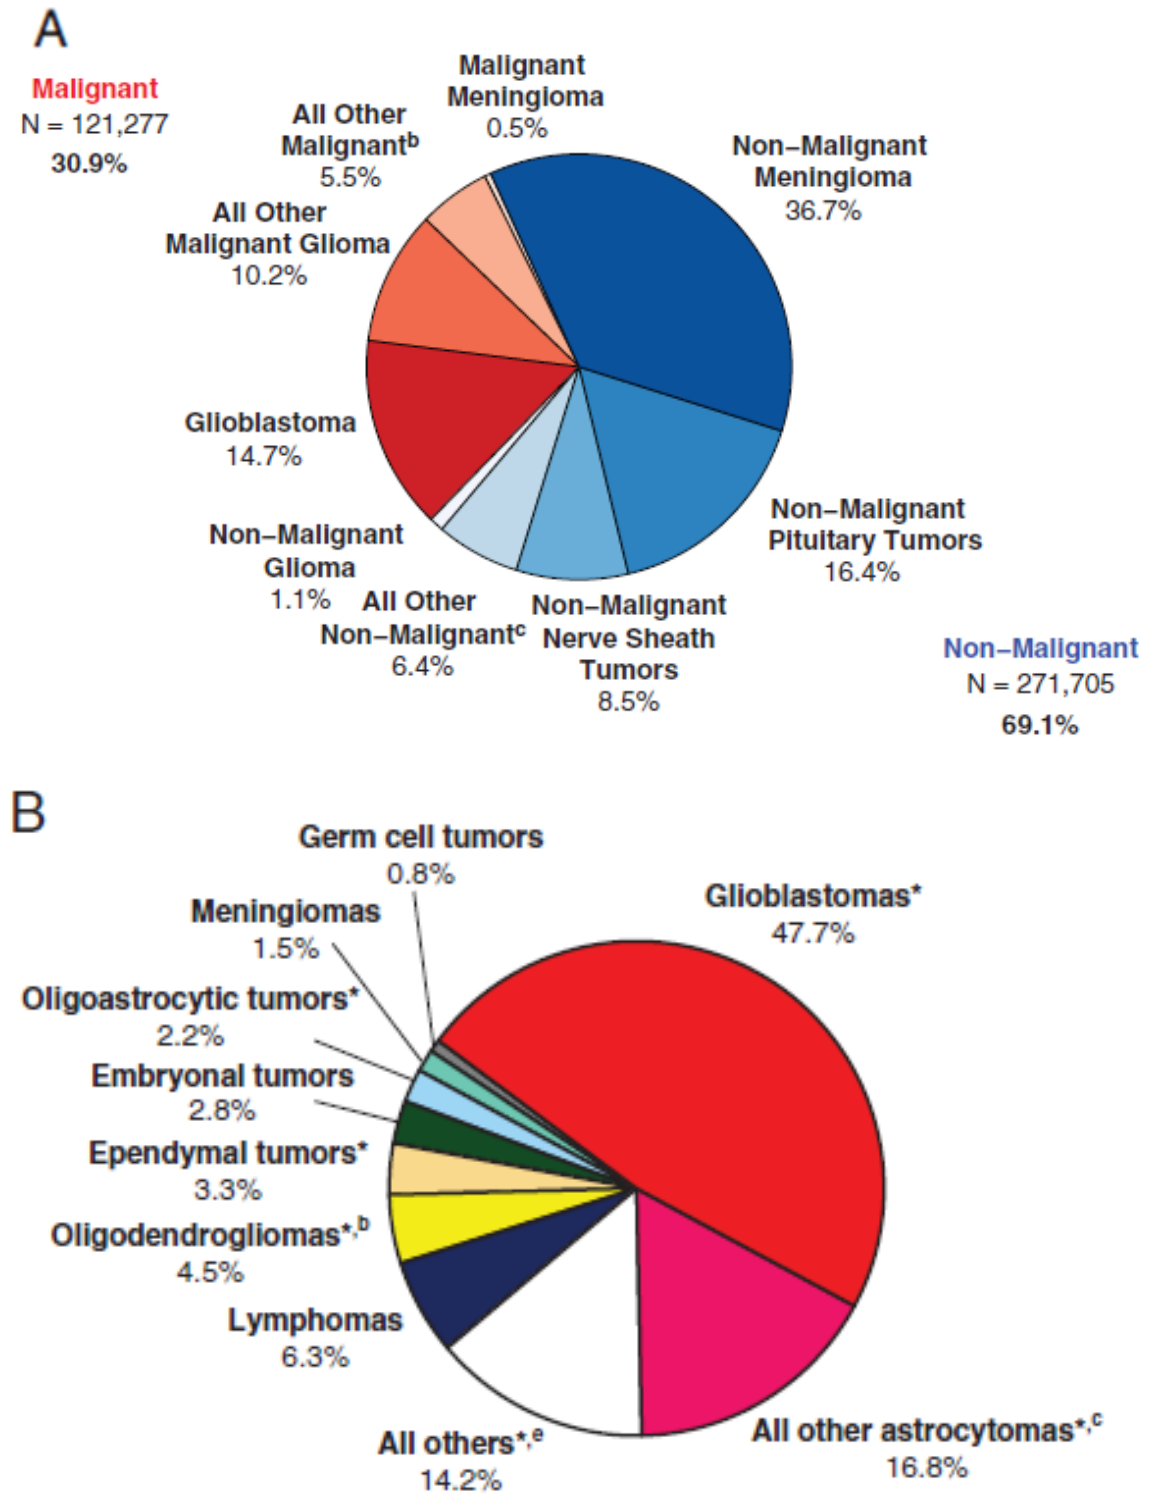 A
Malignant
N = 121,277
30.9%
Malignant
Meningioma
0.5%
All Other
Malignantᵇ
5.5%
Non–Malignant
Meningioma
36.7%
All Other
Malignant Glioma
10.2%
Glioblastoma
14.7%
Non–Malignant
Glioma
1.1%
All Other
Non–Malignantᶜ
6.4%
Non–Malignant
Nerve Sheath
Tumors
8.5%
Non–Malignant
Pituitary Tumors
16.4%
Non–Malignant
N = 271,705
69.1%
B
Germ cell tumors
0.8%
Glioblastomas*
47.7%
Meningiomas
1.5%
Oligoastrocytic tumors*
2.2%
Embryonal tumors
2.8%
Ependymal tumors*
3.3%
Oligodendrogliomas*,ᵇ
4.5%
Lymphomas
6.3%
All others*,ᵉ
14.2%
All other astrocytomas*,ᶜ
16.8%